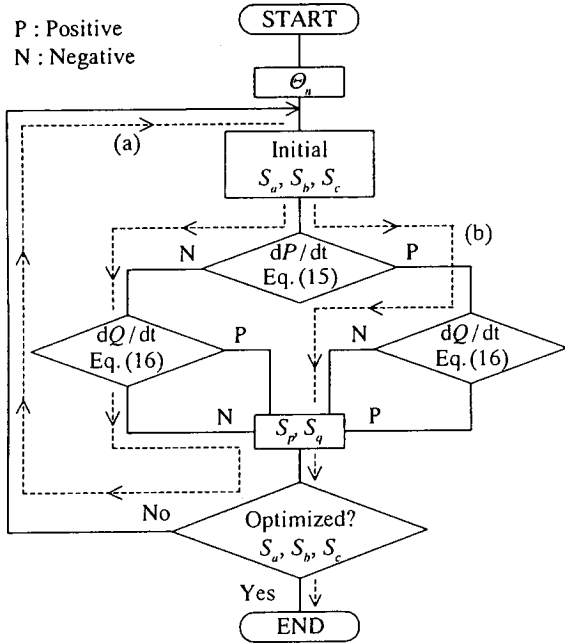 P : Positive
N : Negative
START
Θn
(a)
Initial
Sa, Sb, Sc
(b)
N
dP/dt
Eq.(15)
P
dQ/dt
Eq.(16)
P
N
dQ/dt
Eq.(16)
N
Sp, Sq
P
No
Optimized?
Sa, Sb, Sc
Yes
END